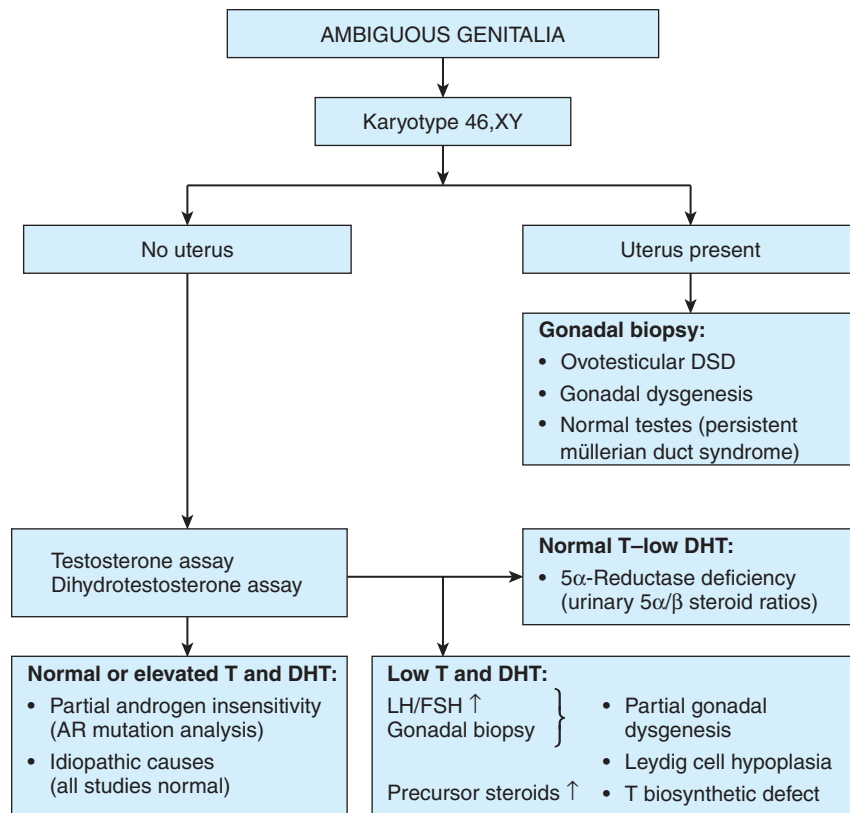 AMBIGUOUS GENITALIA
Karyotype 46,XY
No uterus
Uterus present
Gonadal biopsy:
• Ovotesticular DSD
• Gonadal dysgenesis
• Normal testes (persistent
müllerian duct syndrome)
Testosterone assay
Dihydrotestosterone assay
Normal T–low DHT:
• 5α-Reductase deficiency
(urinary 5α/β steroid ratios)
Normal or elevated T and DHT:
• Partial androgen insensitivity
(AR mutation analysis)
• Idiopathic causes
(all studies normal)
Low T and DHT:
LH/FSH ↑
Gonadal biopsy
• Partial gonadal
dysgenesis
• Leydig cell hypoplasia
Precursor steroids ↑
• T biosynthetic defect